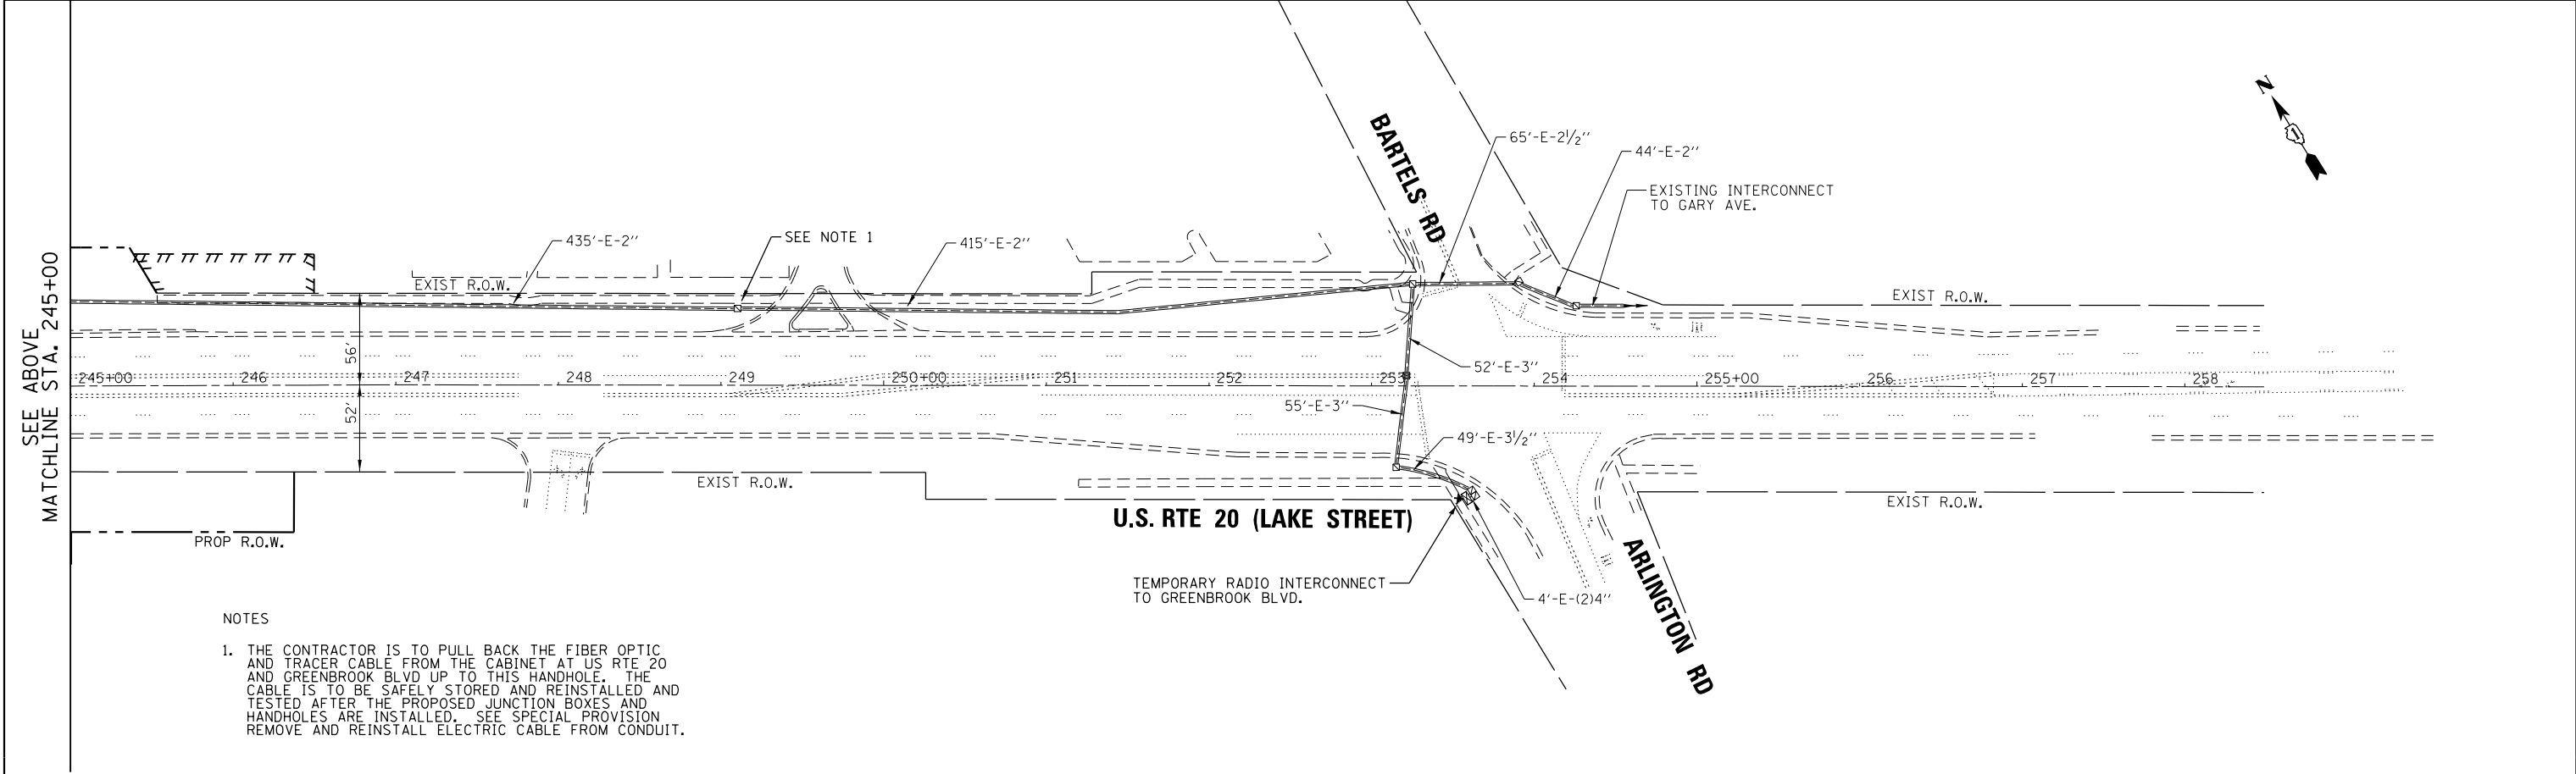 SEE ABOVE
MATCHLINE STA. 245+00
N
1
BARTELS RD
65'-E-2½"
44'-E-2"
EXISTING INTERCONNECT
TO GARY AVE.
435'-E-2"
SEE NOTE 1
415'-E-2"
EXIST R.O.W.
EXIST R.O.W.
56'
52'
245+00 246 247 248 249 250+00 251 252 253 254 255+00 256 257 258
52'-E-3"
55'-E-3"
49'-E-3½"
EXIST R.O.W.
EXIST R.O.W.
U.S. RTE 20 (LAKE STREET)
PROP R.O.W.
ARLINGTON RD
TEMPORARY RADIO INTERCONNECT
TO GREENBROOK BLVD.
4'-E-(2)4"
NOTES
1. THE CONTRACTOR IS TO PULL BACK THE FIBER OPTIC
AND TRACER CABLE FROM THE CABINET AT US RTE 20
AND GREENBROOK BLVD UP TO THIS HANDHOLE. THE
CABLE IS TO BE SAFELY STORED AND REINSTALLED AND
TESTED AFTER THE PROPOSED JUNCTION BOXES AND
HANDHOLES ARE INSTALLED. SEE SPECIAL PROVISION
REMOVE AND REINSTALL ELECTRIC CABLE FROM CONDUIT.